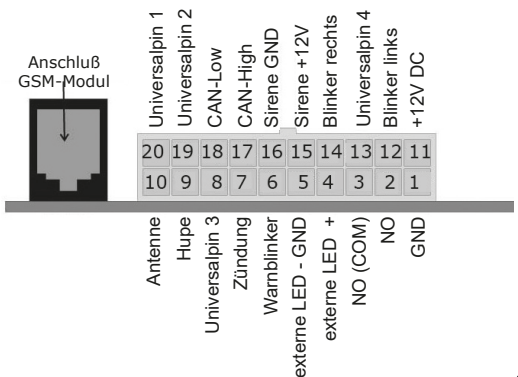 Anschluß
GSM-Modul
Universalpin 1
Universalpin 2
CAN-Low
CAN-High
Sirene GND
Sirene +12V
Blinker rechts
Universalpin 4
Blinker links
+12V DC
20 19 18 17 16 15 14 13 12 11
10 9 8 7 6 5 4 3 2 1
Antenne
Hupe
Universalpin 3
Zündung
Warnblinker
externe LED - GND
externe LED +
NO (COM)
NO
GND